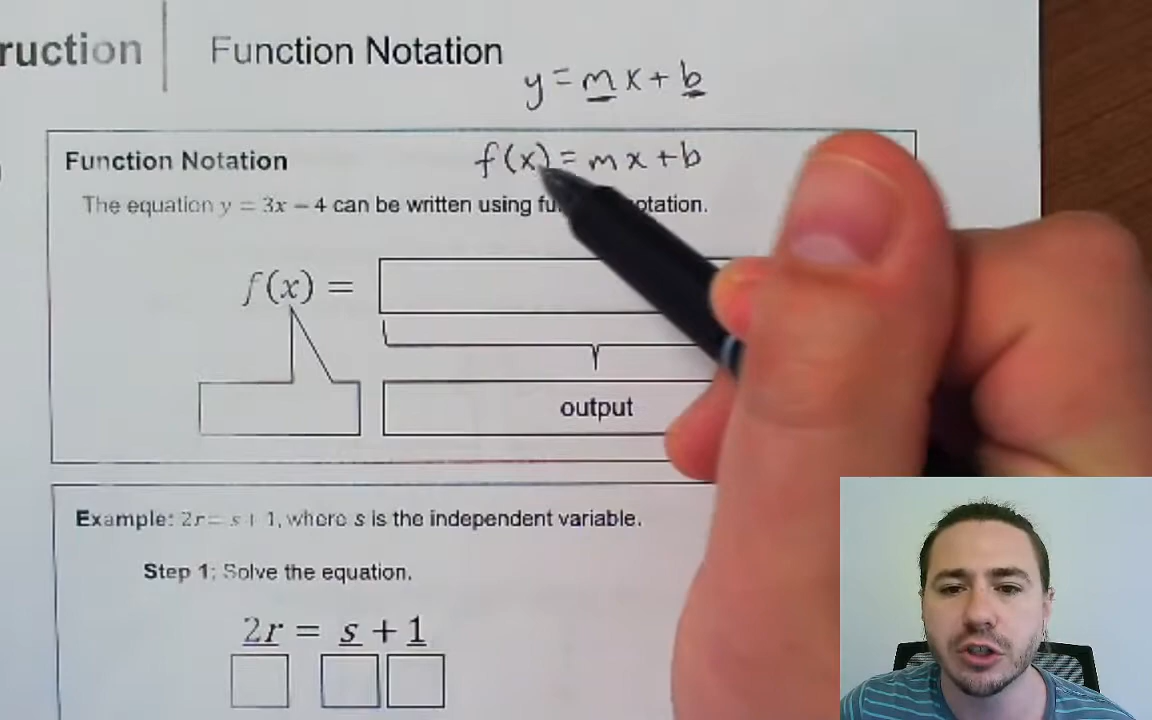 ruction Function Notation
y = mx + b
Function Notation
f(x) = mx + b
The equation y = 3x − 4 can be written using otation.
f(x) =
output
Example: 2r = s + 1, where s is the independent variable.
Step 1: Solve the equation.
2r = s + 1